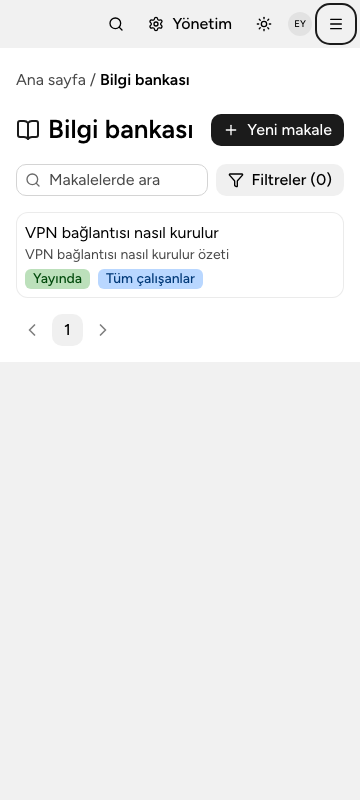 Yönetim
EY
Ana sayfa / Bilgi bankası
Bilgi bankası
Yeni makale
Makalelerde ara
Filtreler (0)
VPN bağlantısı nasıl kurulur
VPN bağlantısı nasıl kurulur özeti
Yayında
Tüm çalışanlar
1